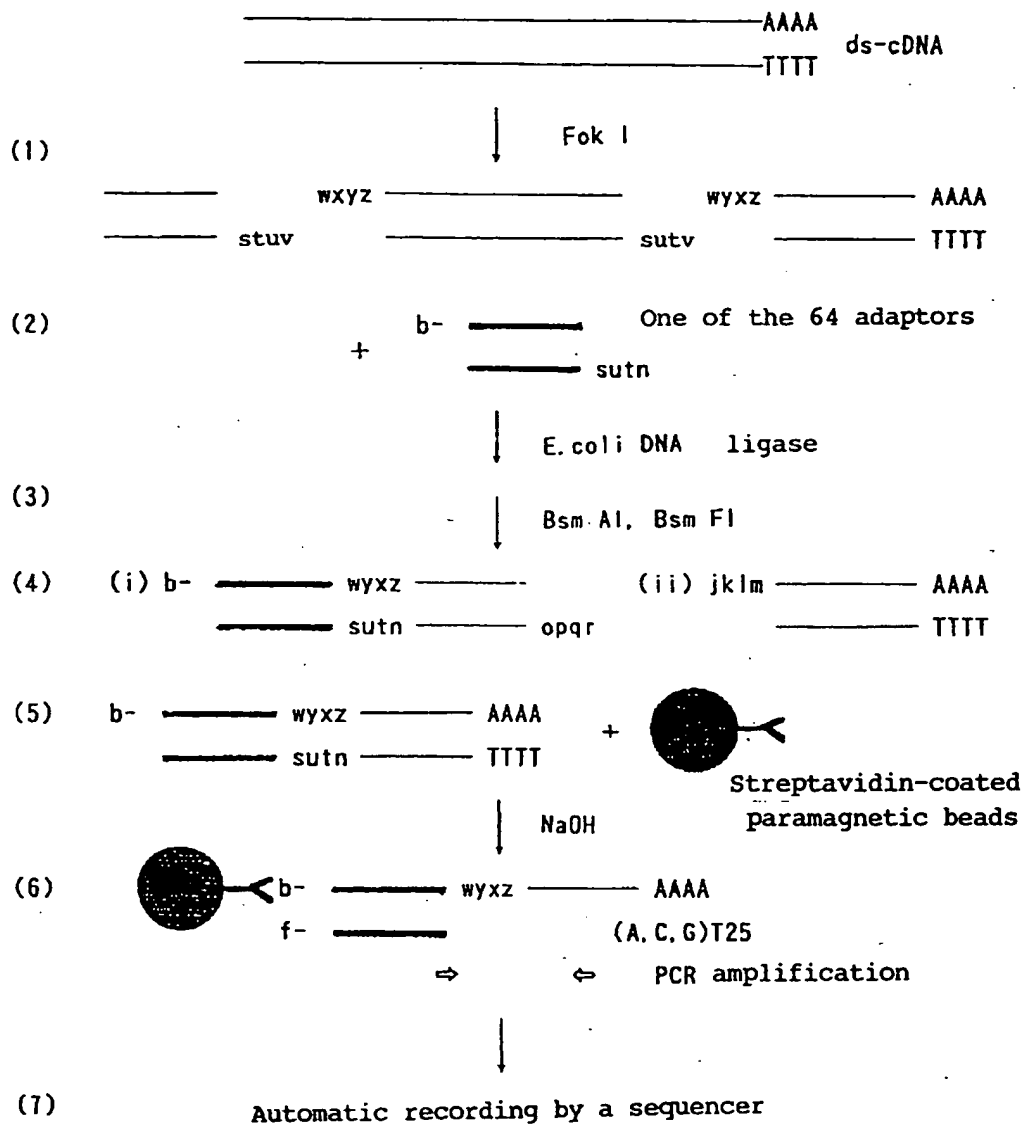 AAAA
ds-cDNA
TTTT
Fok I
(1)
wxyz wyxz AAAA
stuv sutv TTTT
(2) b- One of the 64 adaptors
+
sutn
E.coli DNA ligase
(3)
Bsm AI, Bsm FI
(4) (i) b- wyxz (ii) jklm AAAA
sutn opqr TTTT
(5) b- wyxz AAAA
+
sutn TTTT
Streptavidin-coated
paramagnetic beads
NaOH
(6) b- wyxz AAAA
f- (A,C,G)T25
⇨ ⇦ PCR amplification
(7) Automatic recording by a sequencer